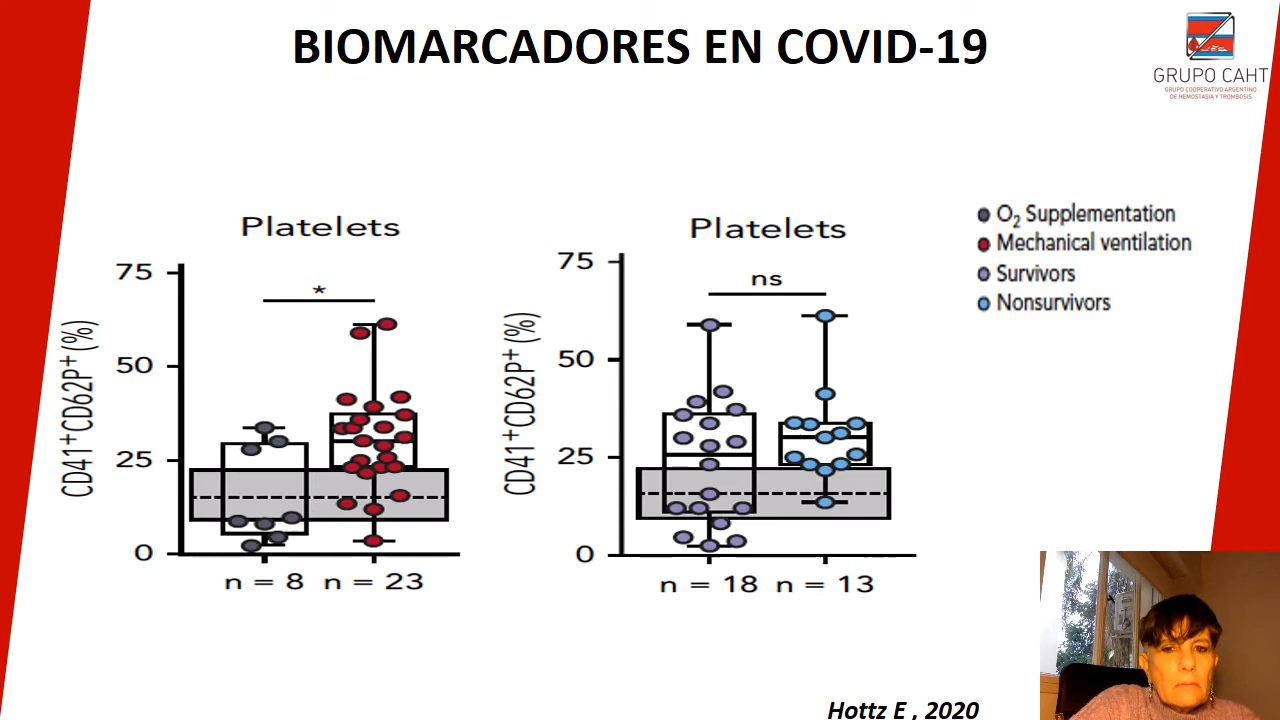 BIOMARCADORES EN COVID-19
GRUPO CAHT
GRUPO COOPERATIVO ARGENTINO
DE HEMOSTASIA Y TROMBOSIS
Platelets
CD41⁺CD62P⁺ (%)
75
50
25
0
*
n = 8
n = 23
Platelets
CD41⁺CD62P⁺ (%)
75
50
25
0
ns
n = 18
n = 13
O₂ Supplementation
Mechanical ventilation
Survivors
Nonsurvivors
Hottz E , 2020